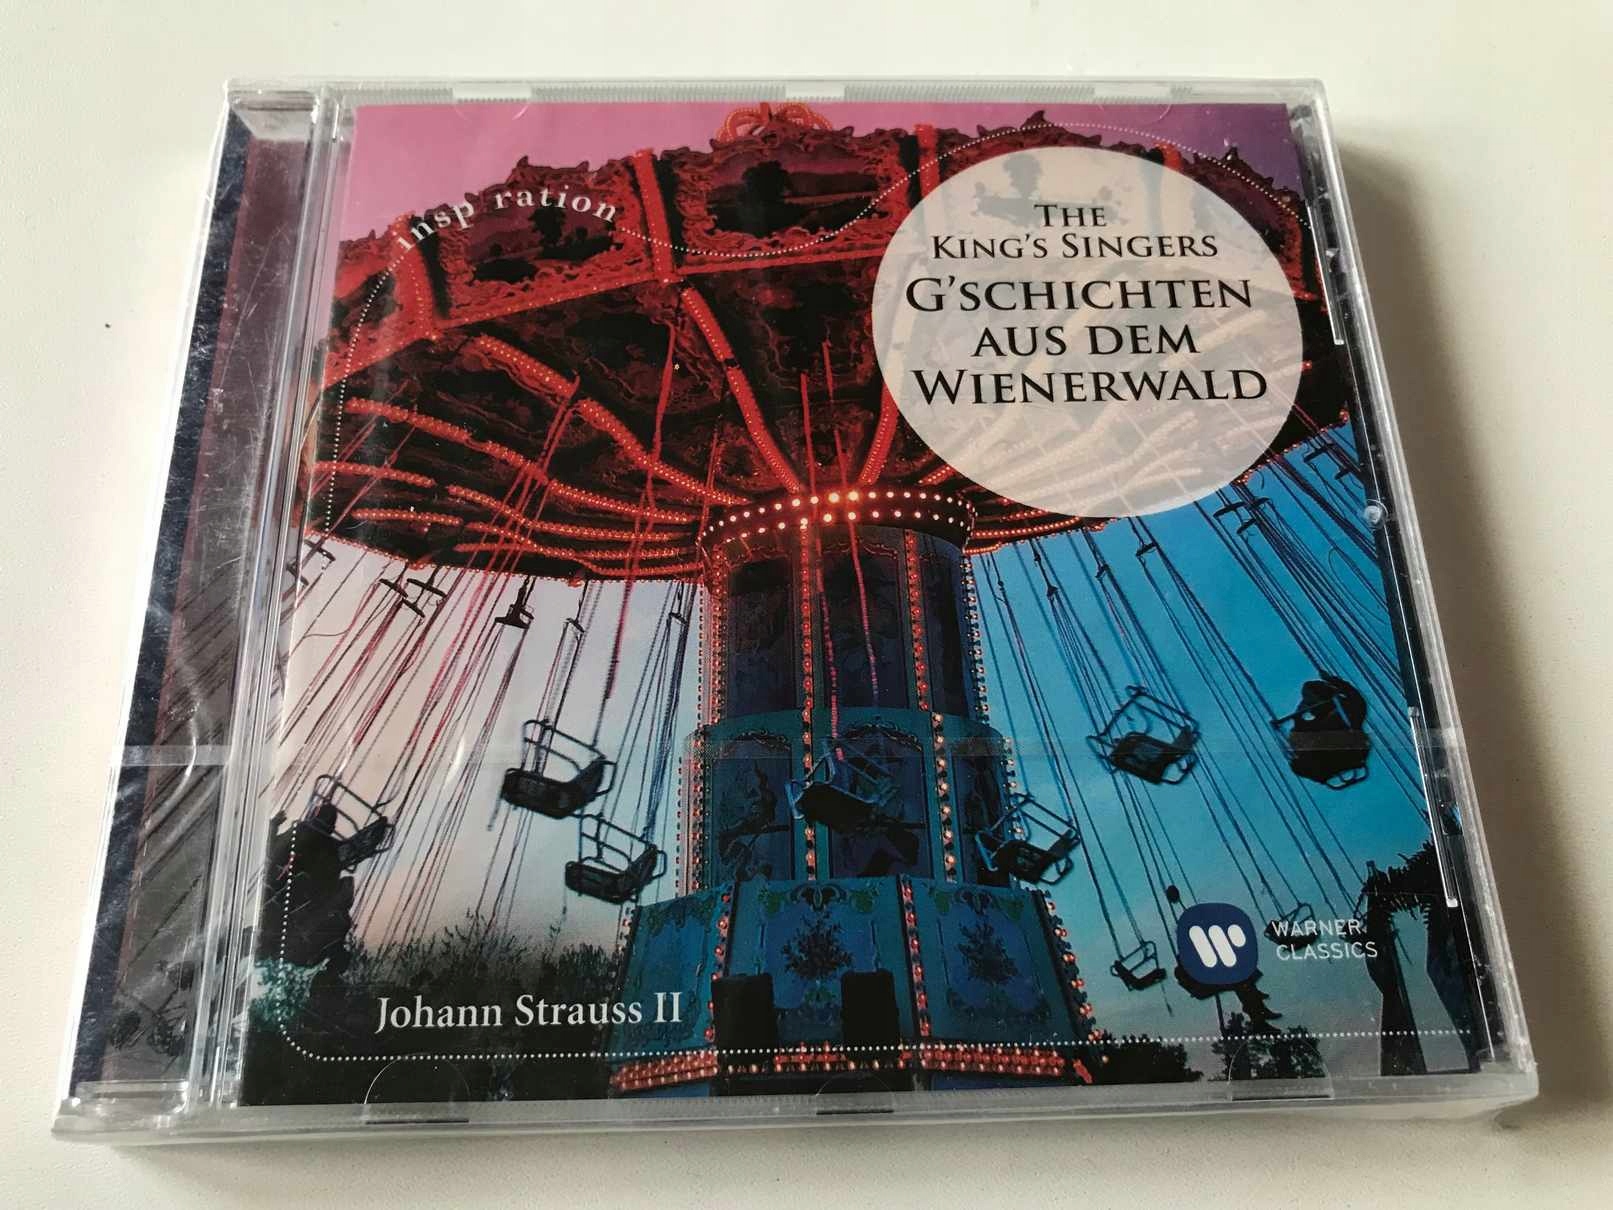 insp ration
THE
KING'S SINGERS
G'SCHICHTEN
AUS DEM
WIENERWALD
WARNER
CLASSICS
Johann Strauss II